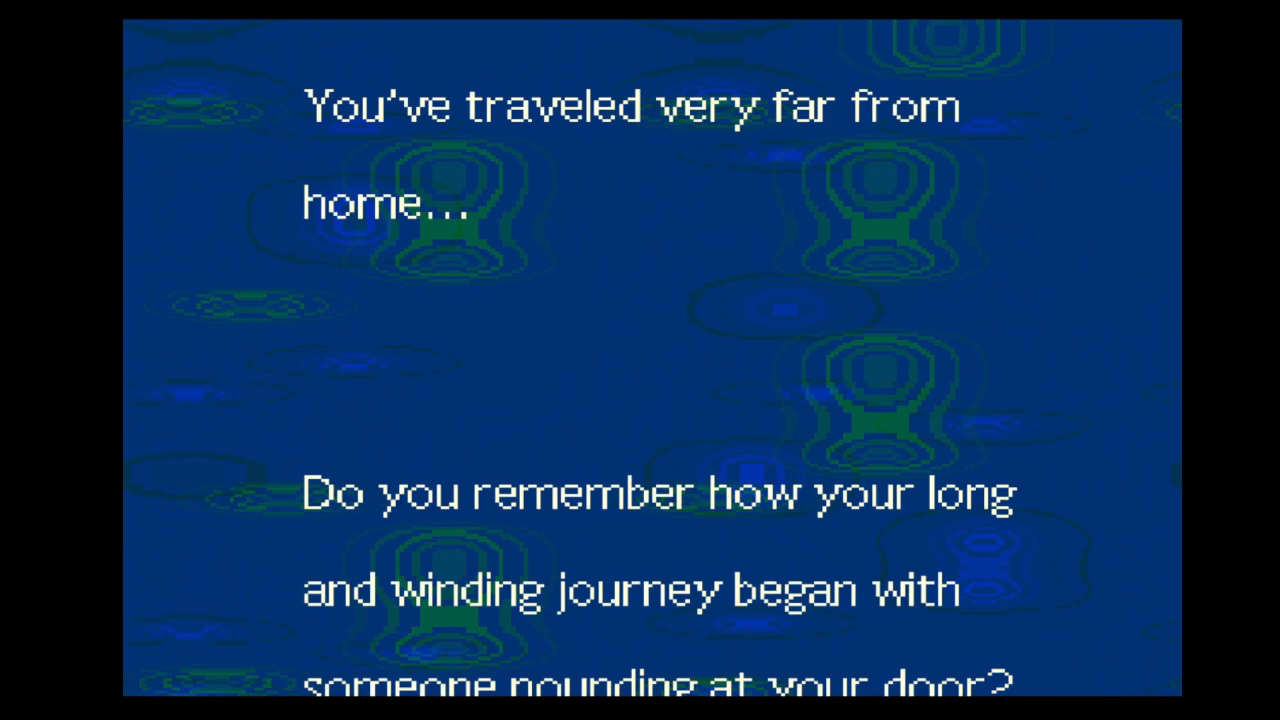 You've traveled very far from
home...
Do you remember how your long
and winding journey began with
someone pounding at your door?